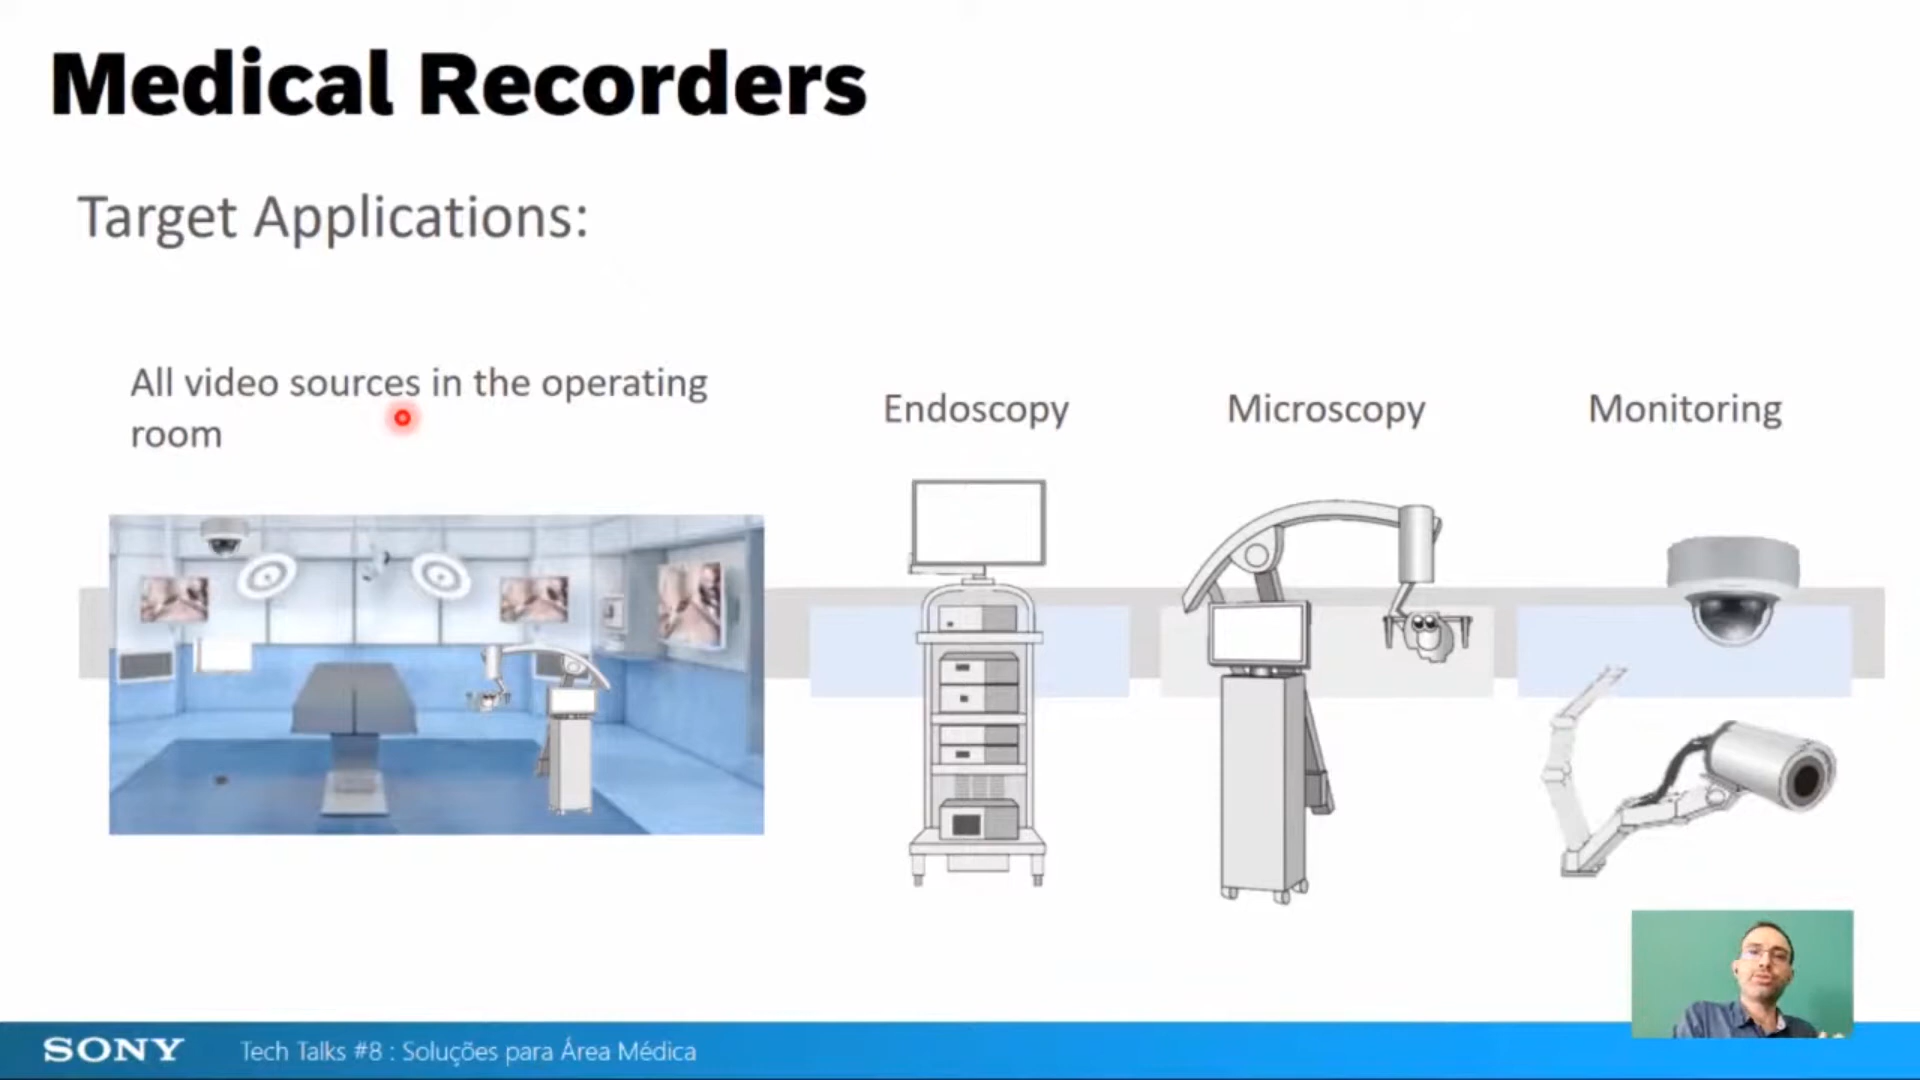 Medical Recorders
Target Applications:
All video sources in the operating
room
Endoscopy
Microscopy
Monitoring
SONY
Tech Talks #8 : Soluções para Área Médica